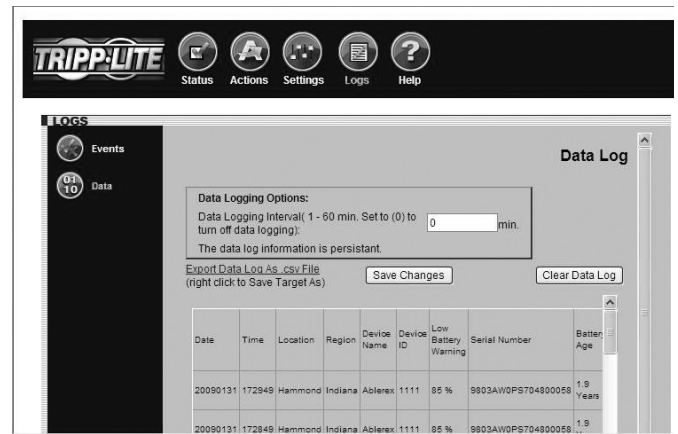 TRIPP·LITE
Status Actions Settings Logs Help
LOGS
Events
Data
Data Log
Data Logging Options:
Data Logging Interval( 1 - 60 min. Set to (0) to
turn off data logging):
0 min.
The data log information is persistant.
Export Data Log As .csv File
(right click to Save Target As)
Save Changes
Clear Data Log
Date Time Location Region Device Name Device ID Low Battery Warning Serial Number Battery Age
20090131 172949 Hammond Indiana Ablerex 1111 85 % 9803AW0PS704800058 1.9 Years
20090131 172849 Hammond Indiana Ablerex 1111 85 % 9803AW0PS704800058 1.9